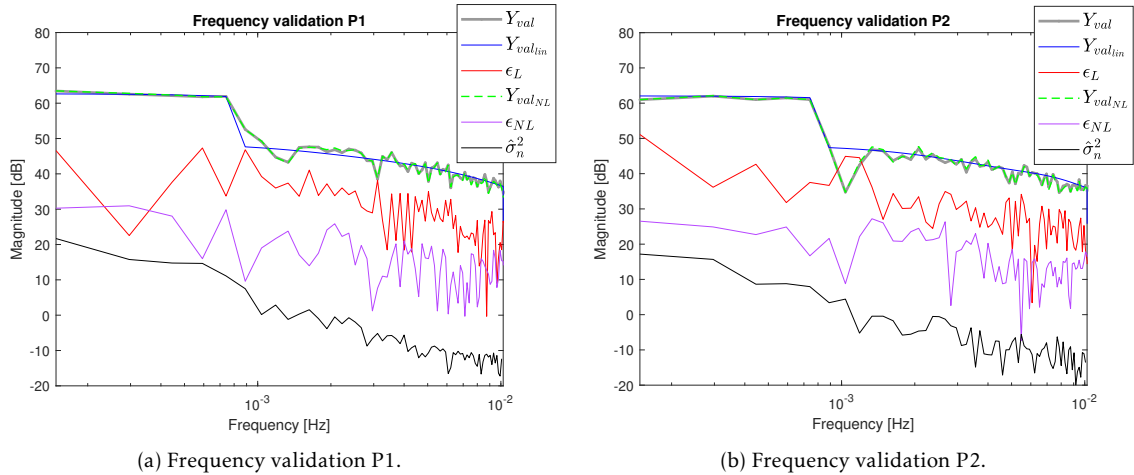 Frequency validation P1
Magnitude [dB]
80
70
60
50
40
30
20
10
0
-10
-20
10^-3
10^-2
Frequency [Hz]
Y_val
Y_val_lin
ϵ_L
Y_val_NL
ϵ_NL
σ̂_n^2
(a) Frequency validation P1.
Frequency validation P2
Magnitude [dB]
80
70
60
50
40
30
20
10
0
-10
-20
10^-3
10^-2
Frequency [Hz]
Y_val
Y_val_lin
ϵ_L
Y_val_NL
ϵ_NL
σ̂_n^2
(b) Frequency validation P2.